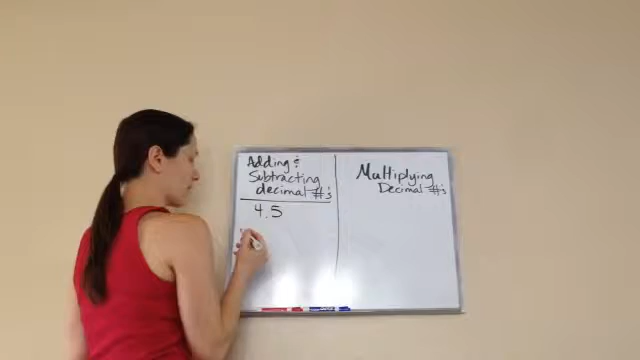 Adding &
Subtracting
decimal #'s
4.5
Multiplying
Decimal #'s